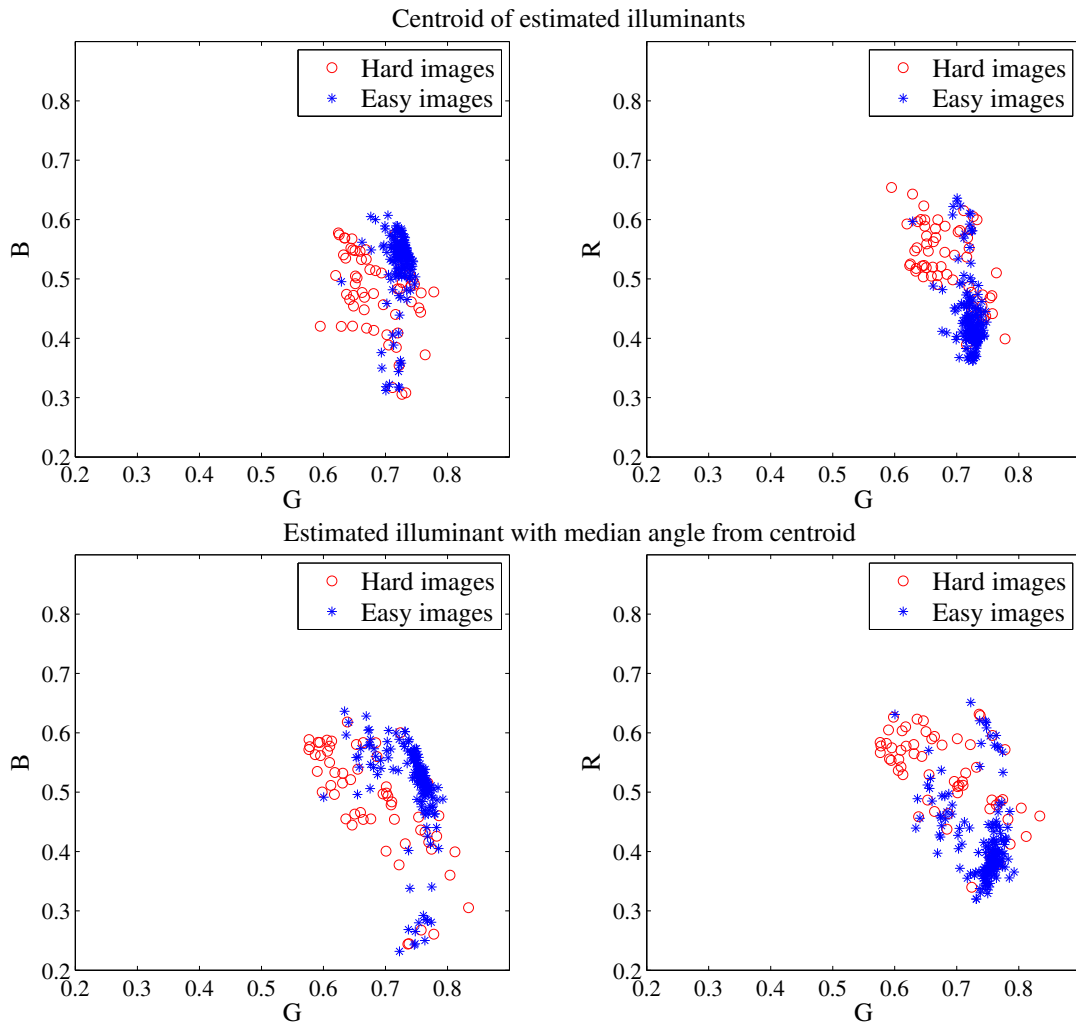 Centroid of estimated illuminants
Hard images
Easy images
0.8
0.7
0.6
0.5
0.4
0.3
0.2
B
0.2 0.3 0.4 0.5 0.6 0.7 0.8
G
Hard images
Easy images
0.8
0.7
0.6
0.5
0.4
0.3
0.2
R
0.2 0.3 0.4 0.5 0.6 0.7 0.8
G
Estimated illuminant with median angle from centroid
Hard images
Easy images
0.8
0.7
0.6
0.5
0.4
0.3
0.2
B
0.2 0.3 0.4 0.5 0.6 0.7 0.8
G
Hard images
Easy images
0.8
0.7
0.6
0.5
0.4
0.3
0.2
R
0.2 0.3 0.4 0.5 0.6 0.7 0.8
G